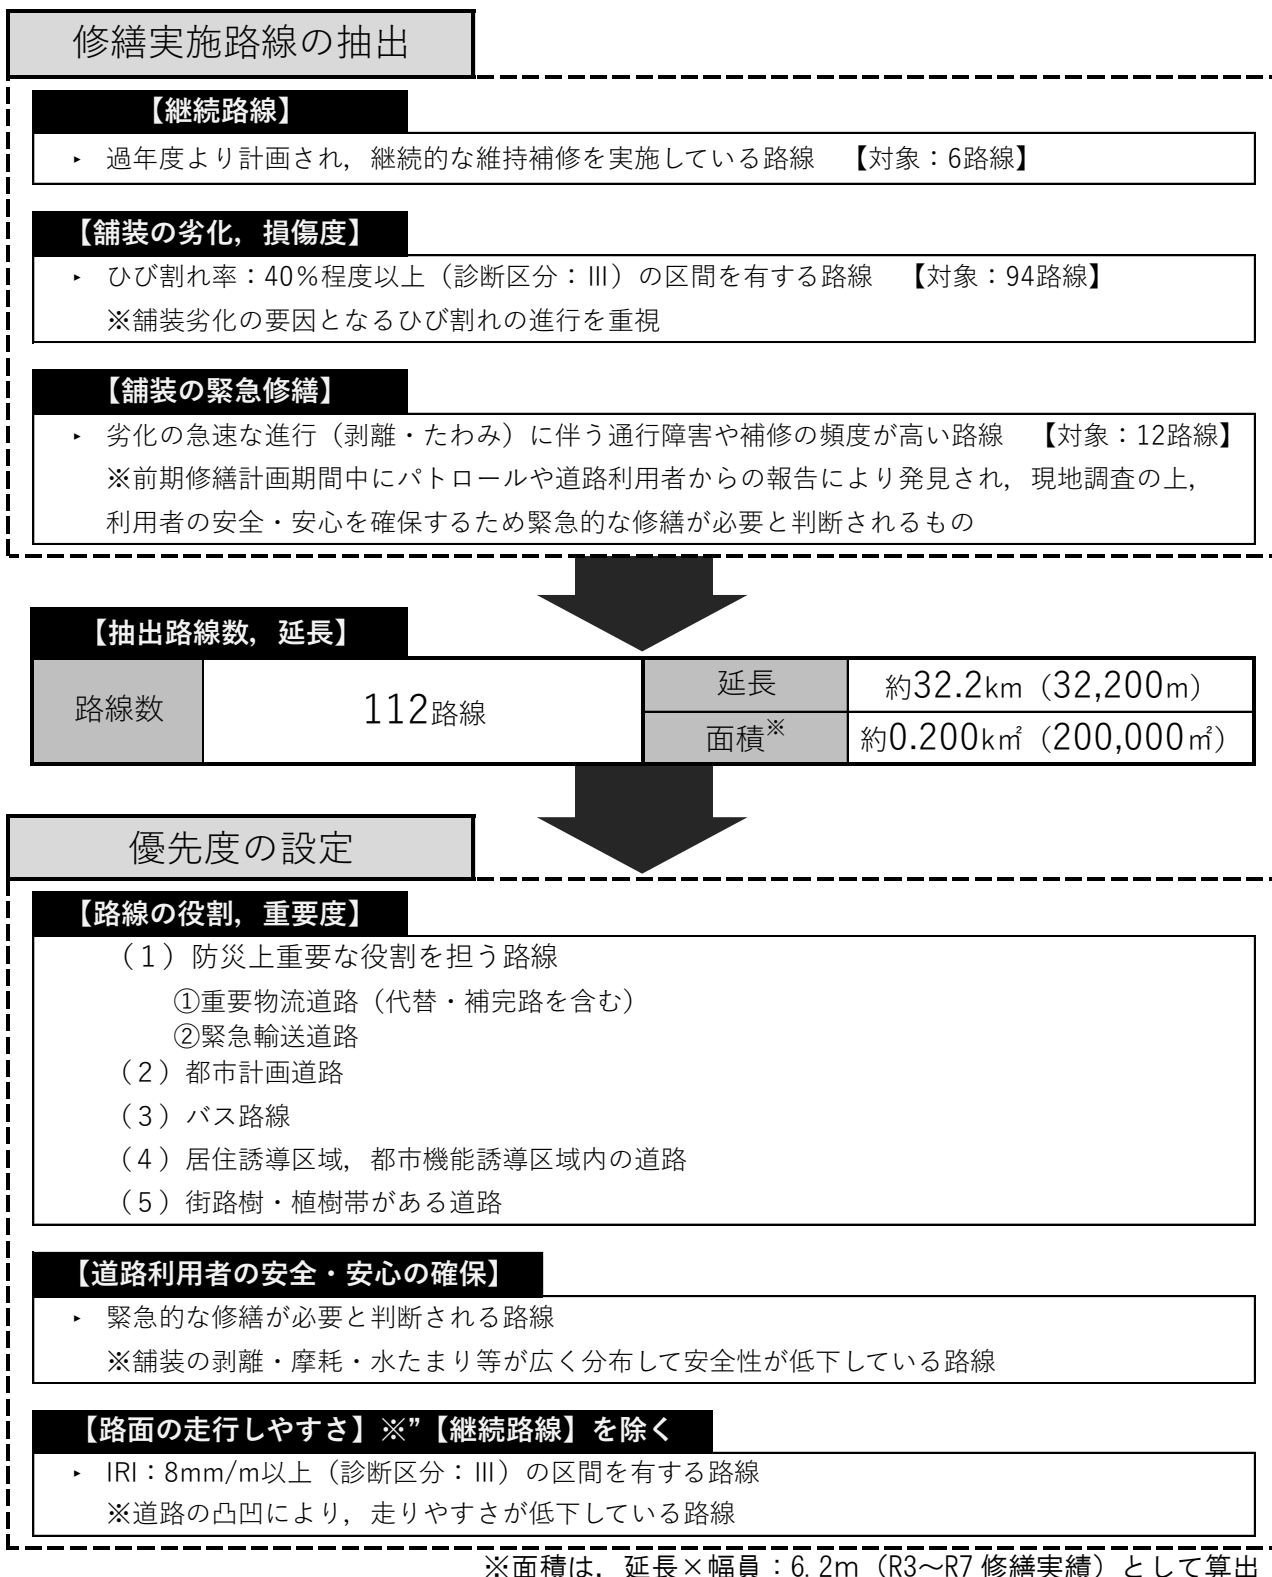 修繕実施路線の抽出
【継続路線】
‣ 過年度より計画され，継続的な維持補修を実施している路線 【対象：6路線】
【舗装の劣化，損傷度】
‣ ひび割れ率：40％程度以上（診断区分：Ⅲ）の区間を有する路線 【対象：94路線】
※舗装劣化の要因となるひび割れの進行を重視
【舗装の緊急修繕】
‣ 劣化の急速な進行（剥離・たわみ）に伴う通行障害や補修の頻度が高い路線 【対象：12路線】
※前期修繕計画期間中にパトロールや道路利用者からの報告により発見され，現地調査の上，
利用者の安全・安心を確保するため緊急的な修繕が必要と判断されるもの
【抽出路線数，延長】
路線数 112路線 延長 約32.2km（32,200m）
面積※ 約0.200k㎡（200,000㎡）
優先度の設定
【路線の役割，重要度】
（1）防災上重要な役割を担う路線
①重要物流道路（代替・補完路を含む）
②緊急輸送道路
（2）都市計画道路
（3）バス路線
（4）居住誘導区域，都市機能誘導区域内の道路
（5）街路樹・植樹帯がある道路
【道路利用者の安全・安心の確保】
‣ 緊急的な修繕が必要と判断される路線
※舗装の剥離・摩耗・水たまり等が広く分布して安全性が低下している路線
【路面の走行しやすさ】※”【継続路線】を除く
‣ IRI：8mm/m以上（診断区分：Ⅲ）の区間を有する路線
※道路の凸凹により，走りやすさが低下している路線
※面積は，延長×幅員：6.2m（R3～R7修繕実績）として算出